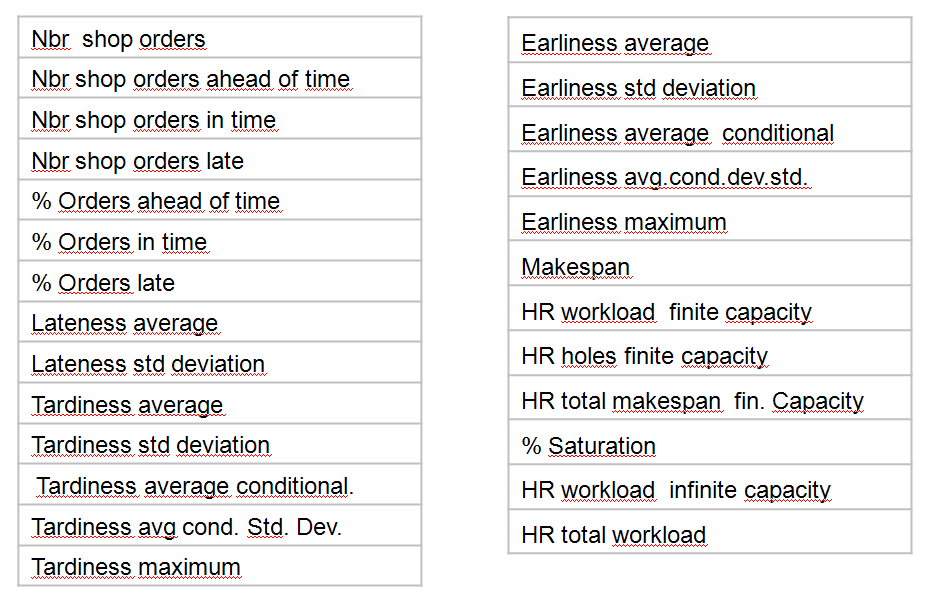 Nbr  shop orders
Nbr shop orders ahead of time
Nbr shop orders in time
Nbr shop orders late
% Orders ahead of time
% Orders in time
% Orders late
Lateness average
Lateness std deviation
Tardiness average
Tardiness std deviation
Tardiness average conditional.
Tardiness avg cond. Std. Dev.
Tardiness maximum
Earliness average
Earliness std deviation
Earliness average  conditional
Earliness avg.cond.dev.std.
Earliness maximum
Makespan
HR workload  finite capacity
HR holes finite capacity
HR total makespan  fin. Capacity
% Saturation
HR workload  infinite capacity
HR total workload